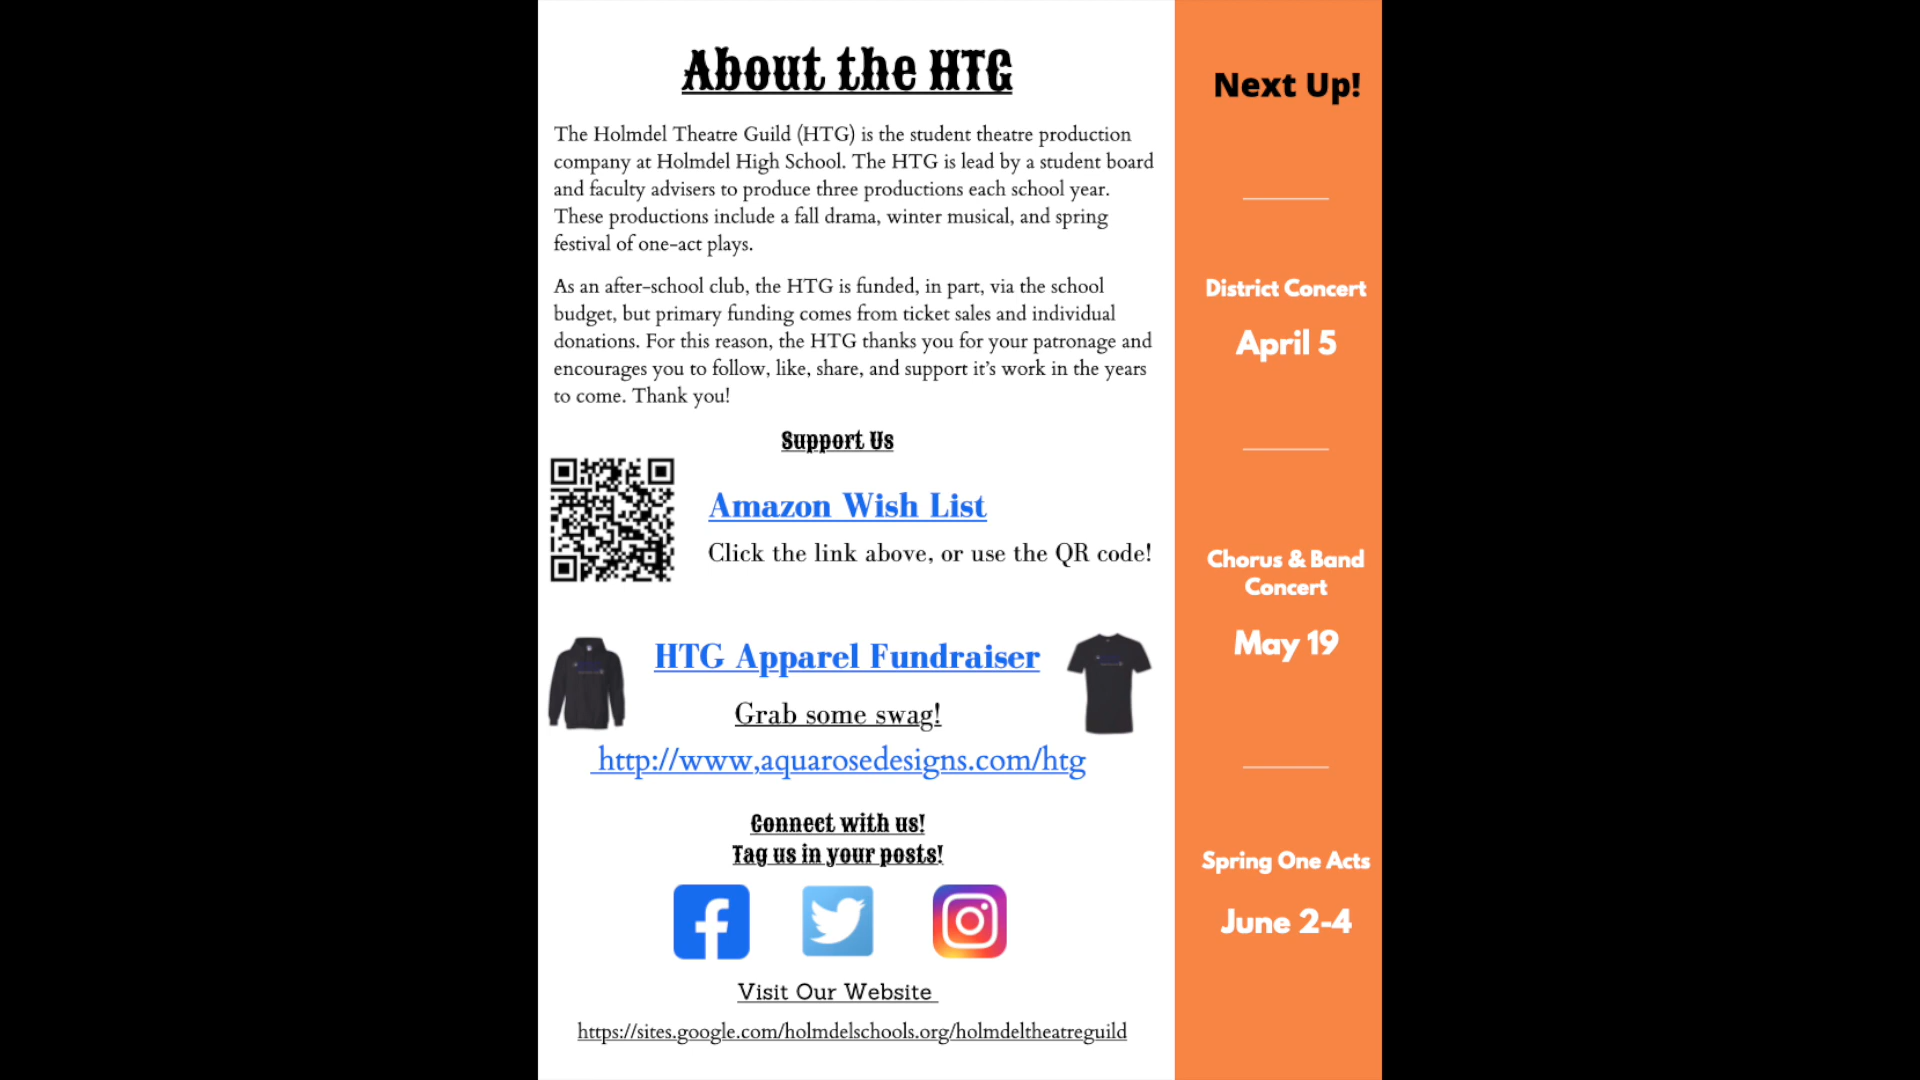 About the HTG
The Holmdel Theatre Guild (HTG) is the student theatre production
company at Holmdel High School. The HTG is lead by a student board
and faculty advisers to produce three productions each school year.
These productions include a fall drama, winter musical, and spring
festival of one-act plays.
As an after-school club, the HTG is funded, in part, via the school
budget, but primary funding comes from ticket sales and individual
donations. For this reason, the HTG thanks you for your patronage and
encourages you to follow, like, share, and support it's work in the years
to come. Thank you!
Support Us
Amazon Wish List
Click the link above, or use the QR code!
HTG Apparel Fundraiser
Grab some swag!
http://www,aquarosedesigns.com/htg
Connect with us!
Tag us in your posts!
Visit Our Website
https://sites.google.com/holmdelschools.org/holmdeltheatreguild
Next Up!
District Concert
April 5
Chorus & Band
Concert
May 19
Spring One Acts
June 2-4